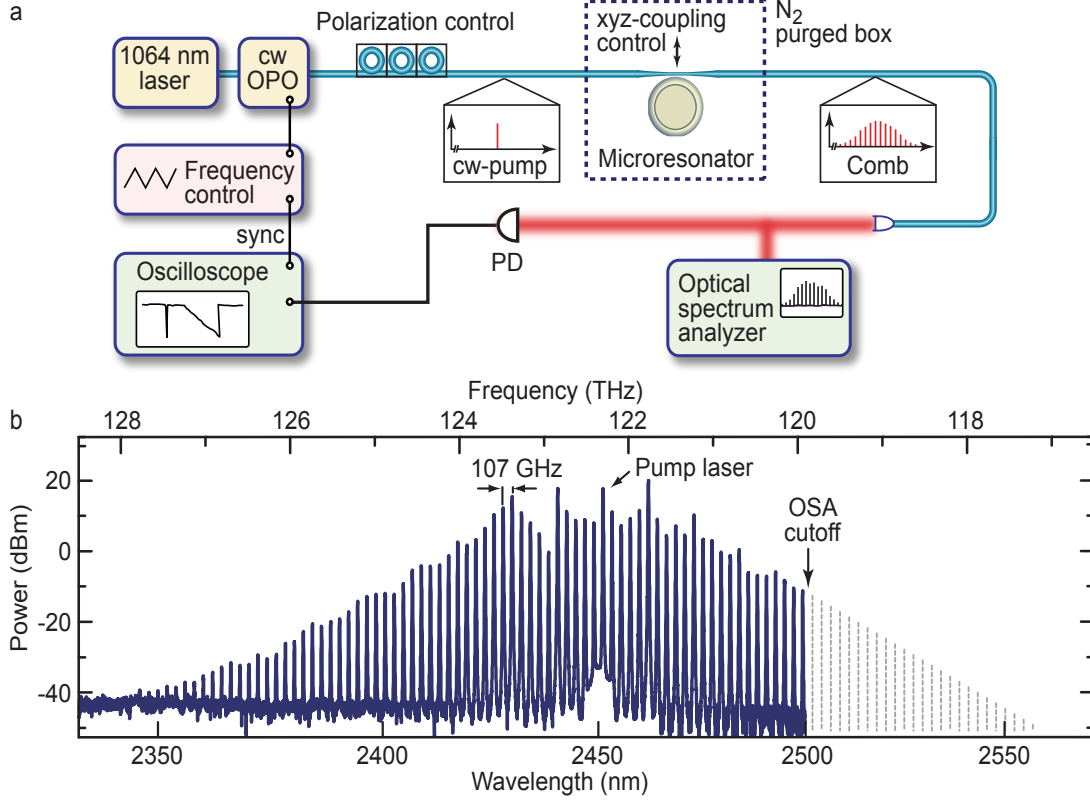 a
Polarization control
xyz-coupling
control
N2
purged box
1064 nm
laser
cw
OPO
Frequency
control
cw-pump
Microresonator
Comb
sync
Oscilloscope
PD
Optical
spectrum
analyzer
b
Frequency (THz)
128 126 124 122 120 118
107 GHz
Pump laser
OSA
cutoff
Power (dBm)
20
0
-20
-40
2350 2400 2450 2500 2550
Wavelength (nm)